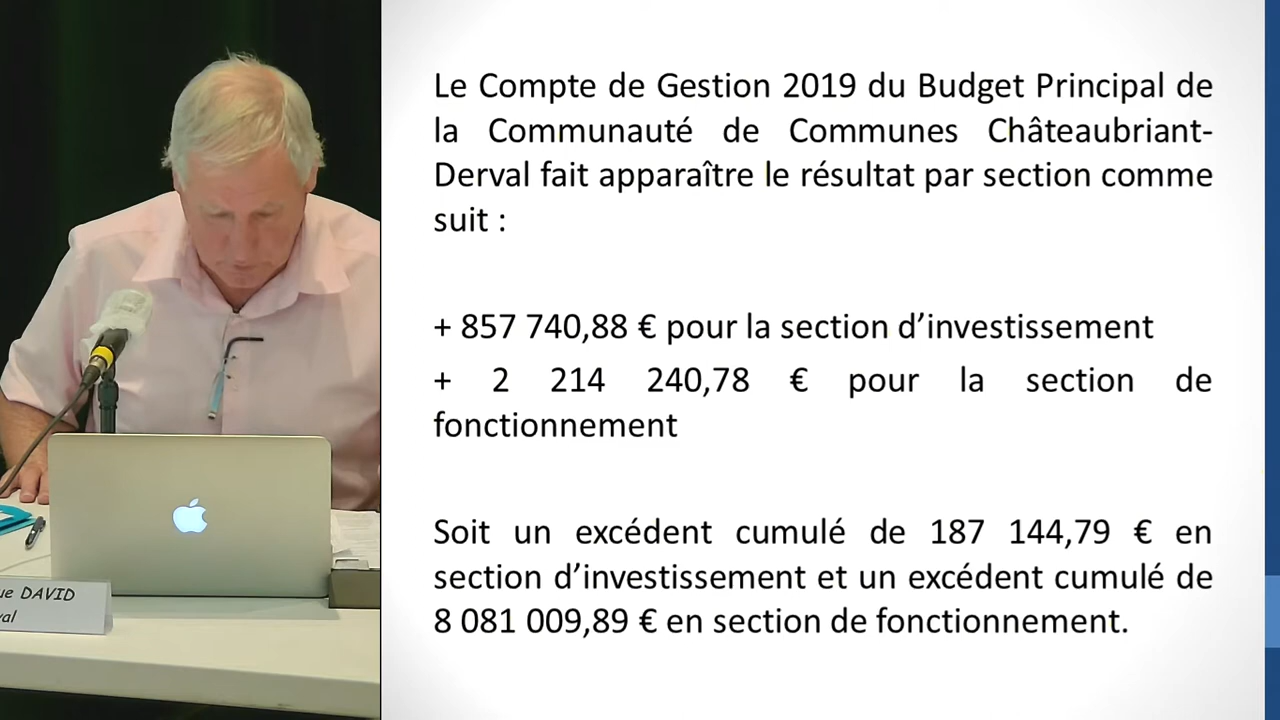 Le Compte de Gestion 2019 du Budget Principal de
la Communauté de Communes Châteaubriant-
Derval fait apparaître le résultat par section comme
suit :
+ 857 740,88 € pour la section d’investissement
+ 2 214 240,78 € pour la section de
fonctionnement
Soit un excédent cumulé de 187 144,79 € en
section d’investissement et un excédent cumulé de
8 081 009,89 € en section de fonctionnement.
ue DAVID
val